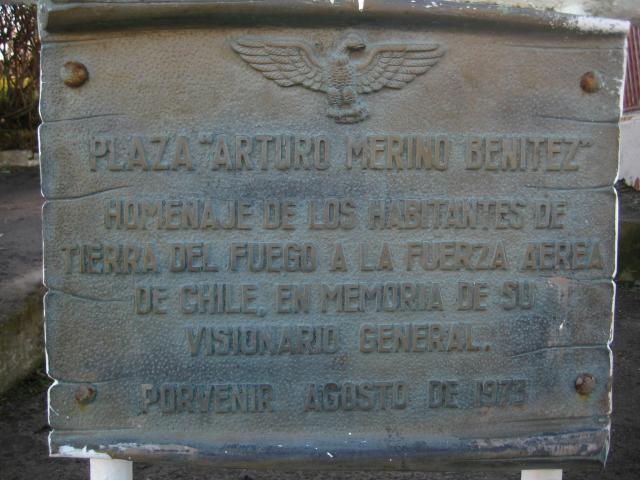 PLAZA "ARTURO MERINO BENITEZ"
HOMENAJE DE LOS HABITANTES DE
TIERRA DEL FUEGO A LA FUERZA AEREA
DE CHILE, EN MEMORIA DE SU
VISIONARIO GENERAL.
PORVENIR AGOSTO DE 1973